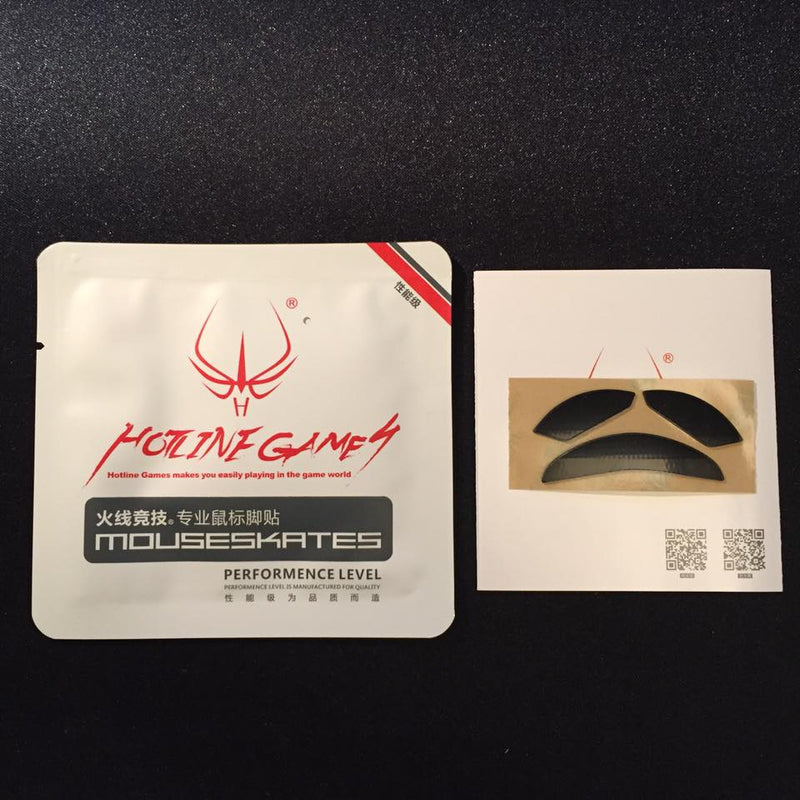 性能级
®
HOTLINE GAMES
Hotline Games makes you easily playing in the game world
火线竞技® 专业鼠标脚贴
MOUSESKATES
PERFORMENCE LEVEL
PERFORMENCE LEVEL IS MANUFACTURED FOR QUALITY
性能级为品质而造
®